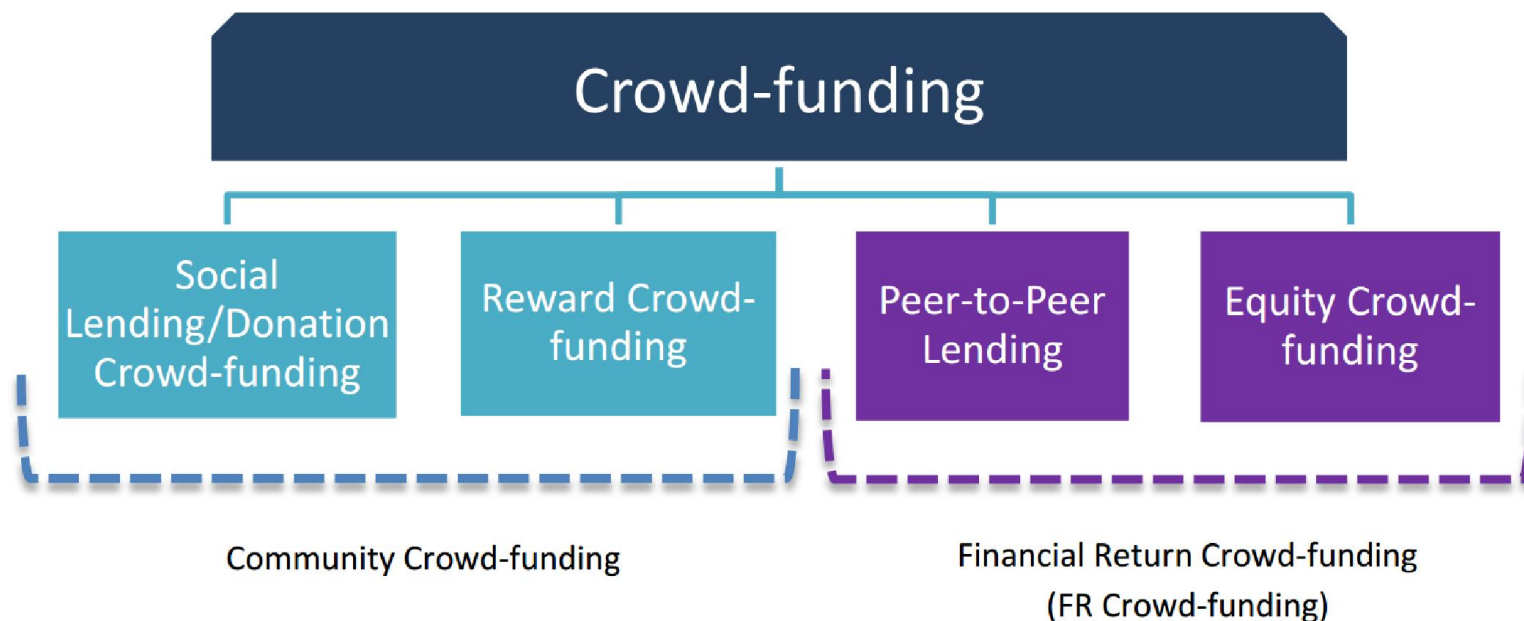 Crowd-funding
Social
Lending/Donation
Crowd-funding
Reward Crowd-
funding
Peer-to-Peer
Lending
Equity Crowd-
funding
Community Crowd-funding
Financial Return Crowd-funding
(FR Crowd-funding)